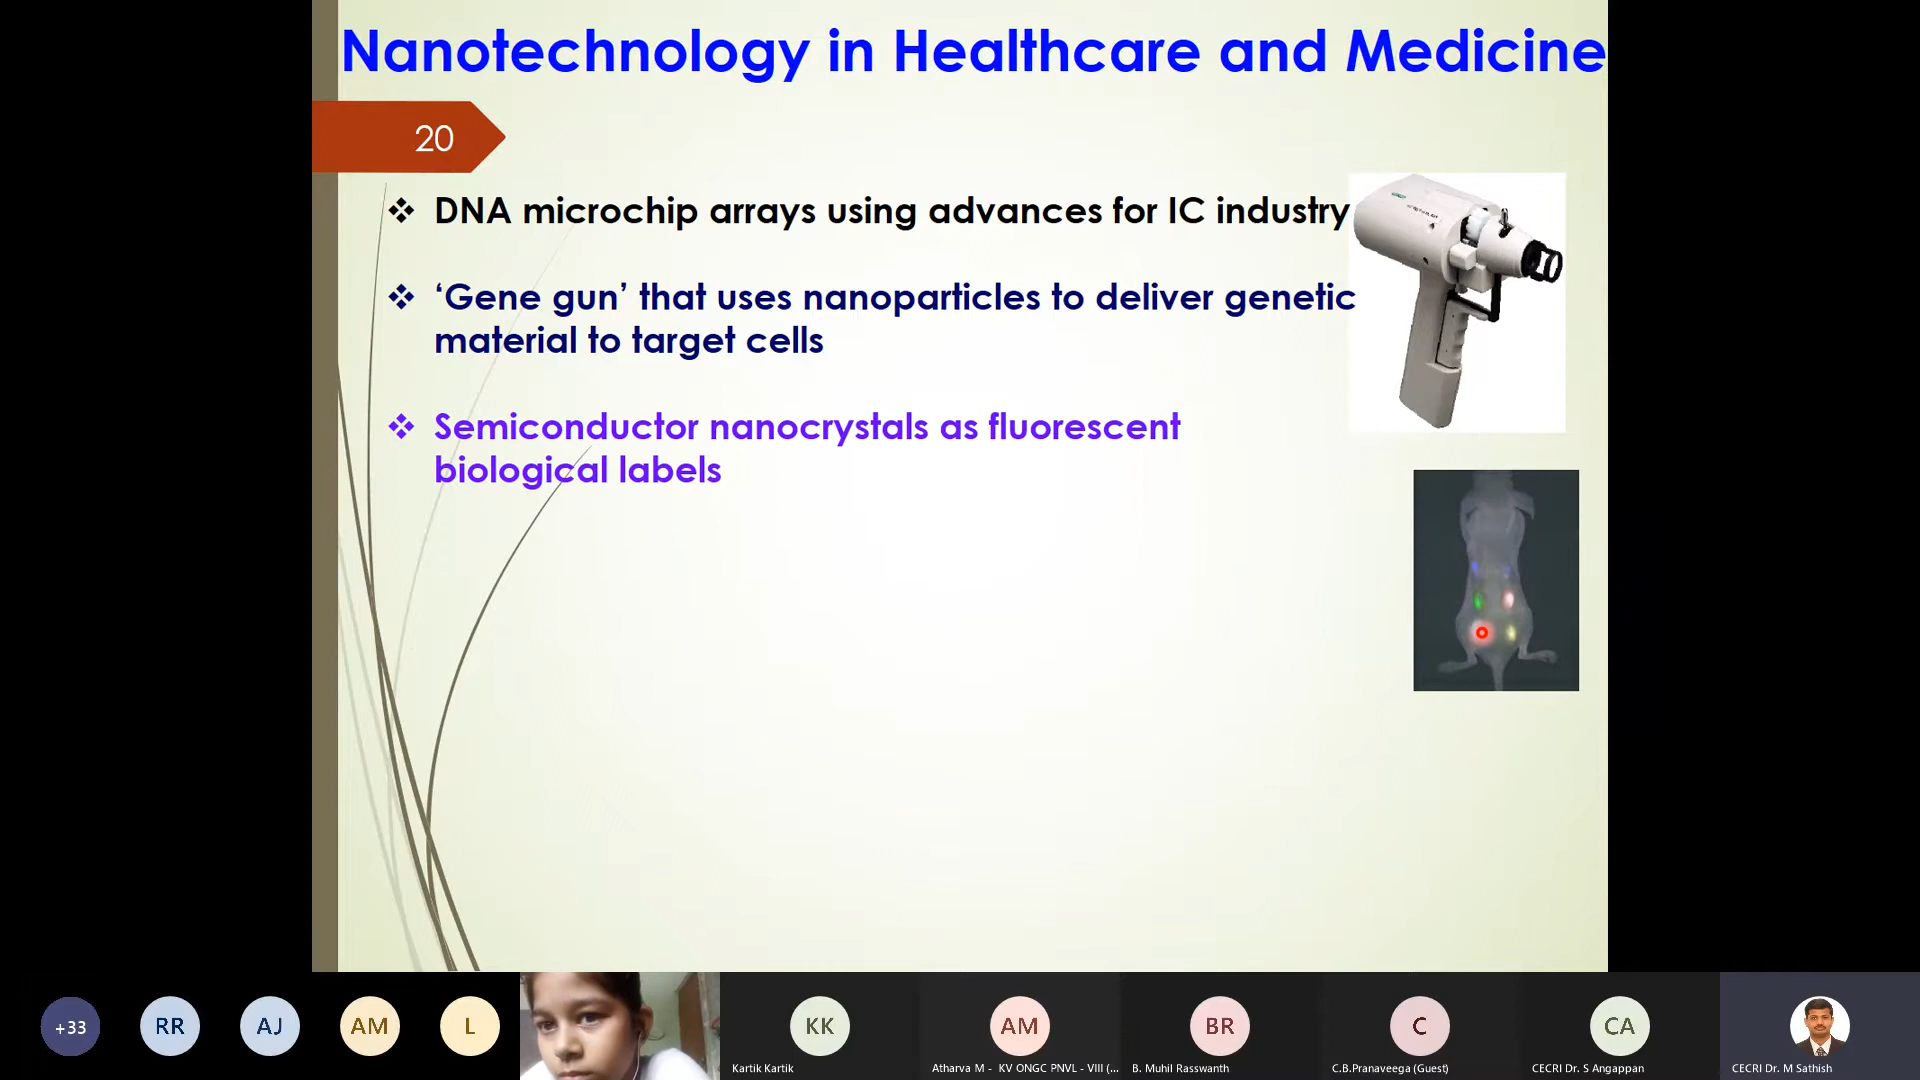 Nanotechnology in Healthcare and Medicine
20
❖ DNA microchip arrays using advances for IC industry
❖ ‘Gene gun’ that uses nanoparticles to deliver genetic
material to target cells
❖ Semiconductor nanocrystals as fluorescent
biological labels
+33
RR
AJ
AM
L
KK
Kartik Kartik
AM
Atharva M - KV ONGC PNVL - VIII (...
BR
B. Muhil Rasswanth
C
C.B.Pranaveega (Guest)
CA
CECRI Dr. S Angappan
CECRI Dr. M Sathish